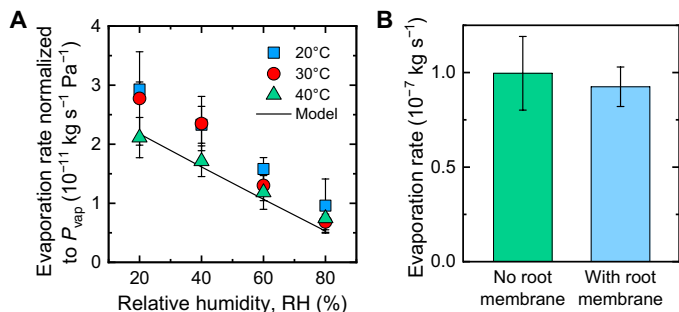 A
Evaporation rate normalized
to Pvap (10⁻¹¹ kg s⁻¹ Pa⁻¹)
4
3
2
1
0
20°C
30°C
40°C
Model
20 40 60 80
Relative humidity, RH (%)
B
Evaporation rate (10⁻⁷ kg s⁻¹)
1.0
0.5
0.0
No root
membrane
With root
membrane